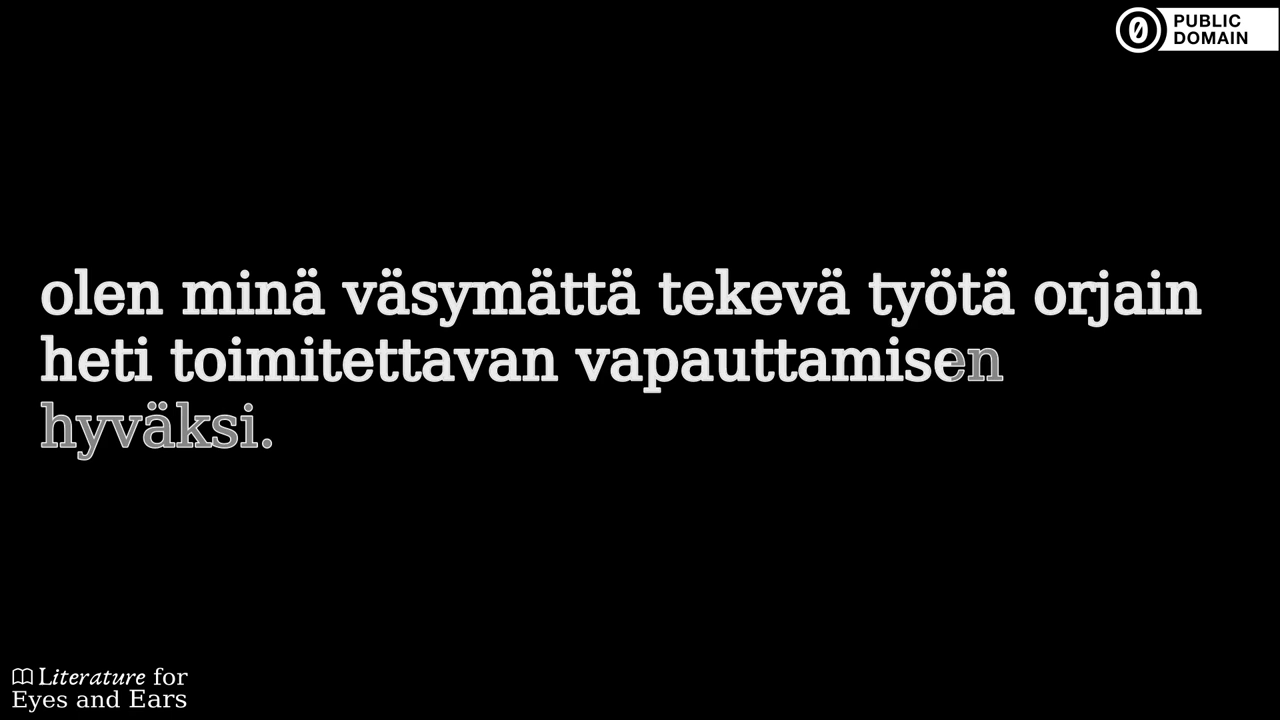 PUBLIC
DOMAIN
olen minä väsymättä tekevä työtä orjain
heti toimitettavan vapauttamisen
hyväksi.
Literature for
Eyes and Ears